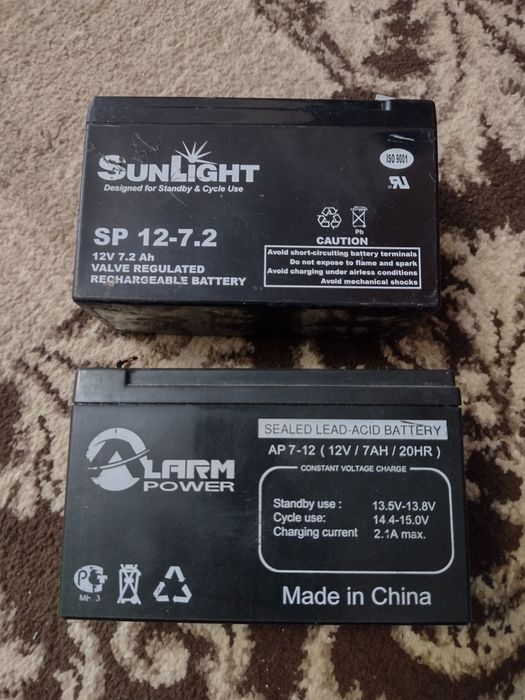 SUNLIGHT
Designed for Standby & Cycle Use
ISO 9001
SP 12-7.2
12V 7.2 Ah
VALVE REGULATED
RECHARGEABLE BATTERY
Pb
CAUTION
Avoid short-circuiting battery terminals
Do not expose to flame and spark
Avoid charging under airless conditions
Avoid mechanical shocks
ALARM
POWER
SEALED LEAD-ACID BATTERY
AP 7-12 ( 12V / 7AH / 20HR )
CONSTANT VOLTAGE CHARGE
Standby use : 13.5V-13.8V
Cycle use: 14.4-15.0V
Charging current 2.1A max.
Made in China